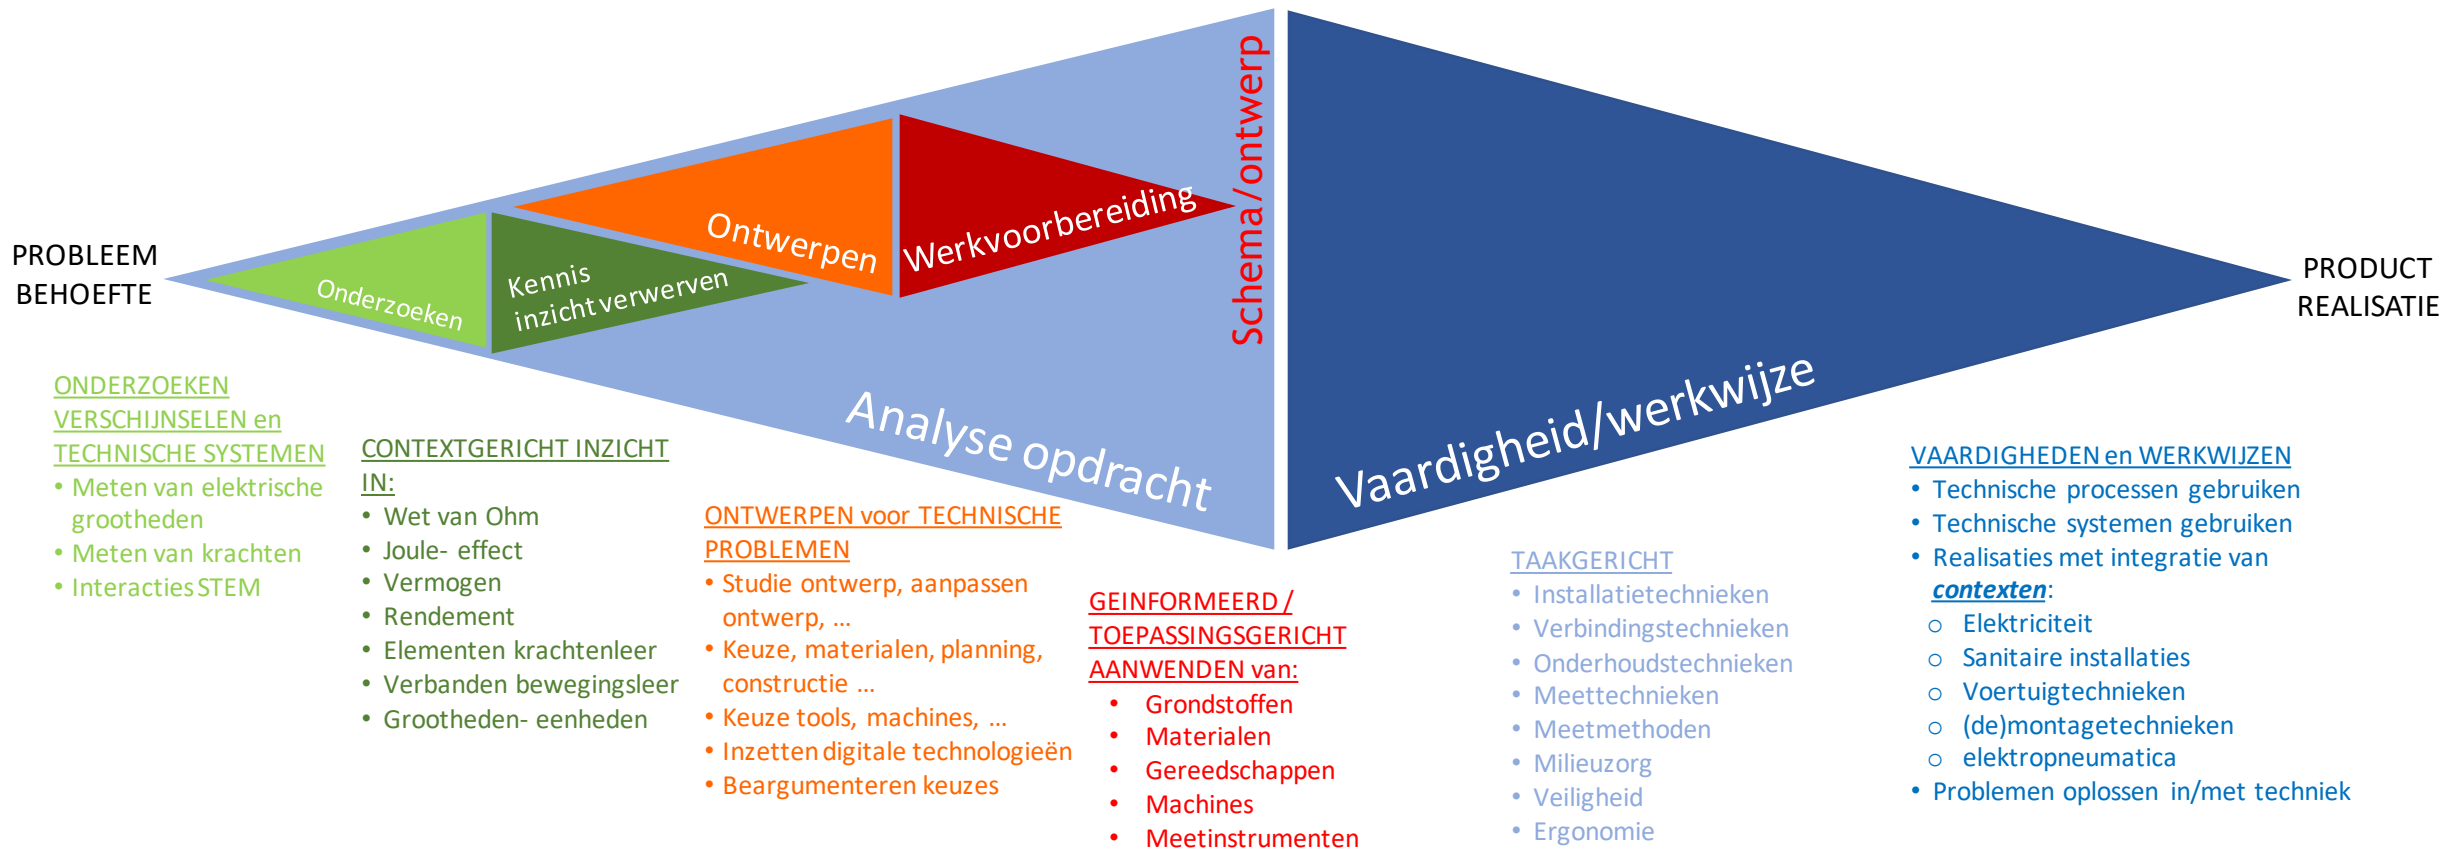 PROBLEEM
BEHOEFTE
Onderzoeken
Kennis
inzicht verwerven
Ontwerpen
Werkvoorbereiding
Schema/ontwerp
Analyse opdracht
Vaardigheid/werkwijze
PRODUCT
REALISATIE
ONDERZOEKEN
VERSCHIJNSELEN en
TECHNISCHE SYSTEMEN
• Meten van elektrische
grootheden
• Meten van krachten
• Interacties STEM
CONTEXTGERICHT INZICHT
IN:
• Wet van Ohm
• Joule- effect
• Vermogen
• Rendement
• Elementen krachtenleer
• Verbanden bewegingsleer
• Grootheden- eenheden
ONTWERPEN voor TECHNISCHE
PROBLEMEN
• Studie ontwerp, aanpassen
ontwerp, ...
• Keuze, materialen, planning,
constructie ...
• Keuze tools, machines, ...
• Inzetten digitale technologieën
• Beargumenteren keuzes
GEINFORMEERD/
TOEPASSINGSGERICHT
AANWENDEN van:
• Grondstoffen
• Materialen
• Gereedschappen
• Machines
• Meetinstrumenten
TAAKGERICHT
• Installatietechnieken
• Verbindingstechnieken
• Onderhoudstechnieken
• Meettechnieken
• Meetmethoden
• Milieuzorg
• Veiligheid
• Ergonomie
VAARDIGHEDEN en WERKWIJZEN
• Technische processen gebruiken
• Technische systemen gebruiken
• Realisaties met integratie van
contexten:
o Elektriciteit
o Sanitaire installaties
o Voertuigtechnieken
o (de)montagetechnieken
o elektropneumatica
• Problemen oplossen in/met techniek